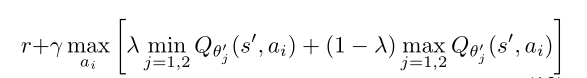 r+γ max_{a_i} [ λ min_{j=1,2} Q_{θ'_j}(s', a_i) + (1 − λ) max_{j=1,2} Q_{θ'_j}(s', a_i) ]